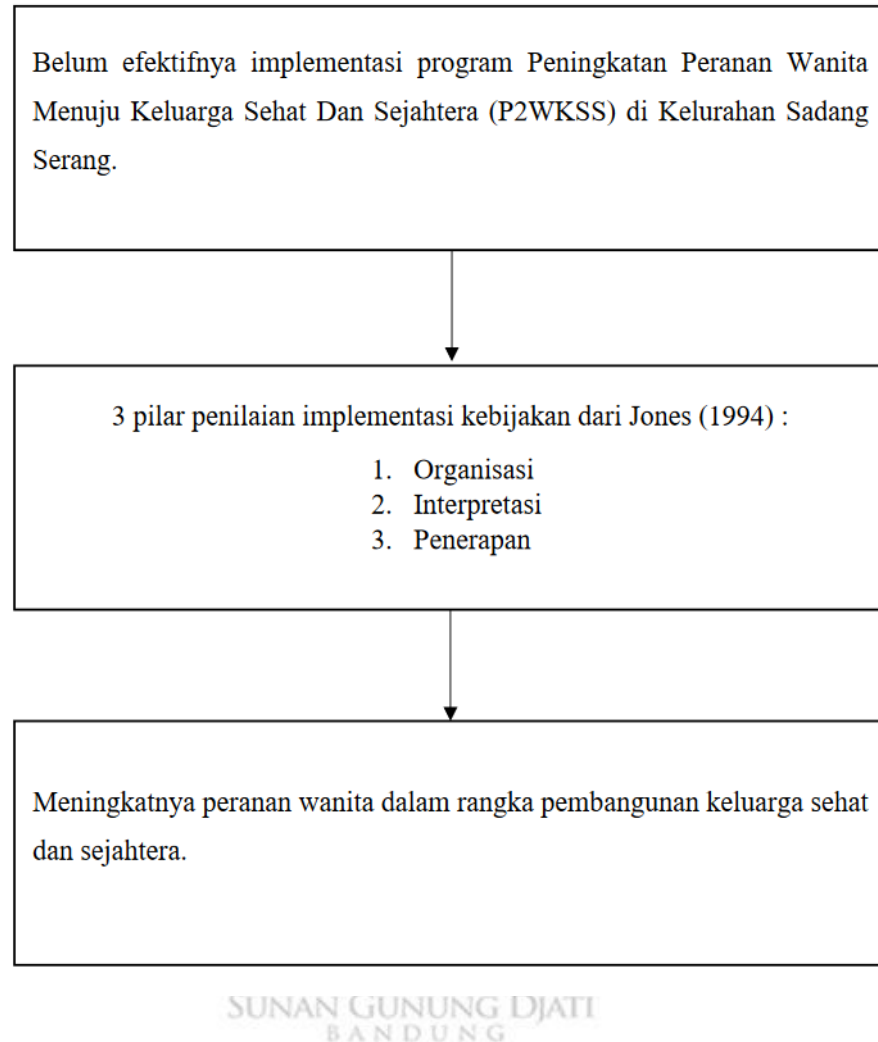 Belum efektifnya implementasi program Peningkatan Peranan Wanita
Menuju Keluarga Sehat Dan Sejahtera (P2WKSS) di Kelurahan Sadang
Serang.
3 pilar penilaian implementasi kebijakan dari Jones (1994) :
1. Organisasi
2. Interpretasi
3. Penerapan
Meningkatnya peranan wanita dalam rangka pembangunan keluarga sehat
dan sejahtera.
SUNAN GUNUNG DJATI
BANDUNG